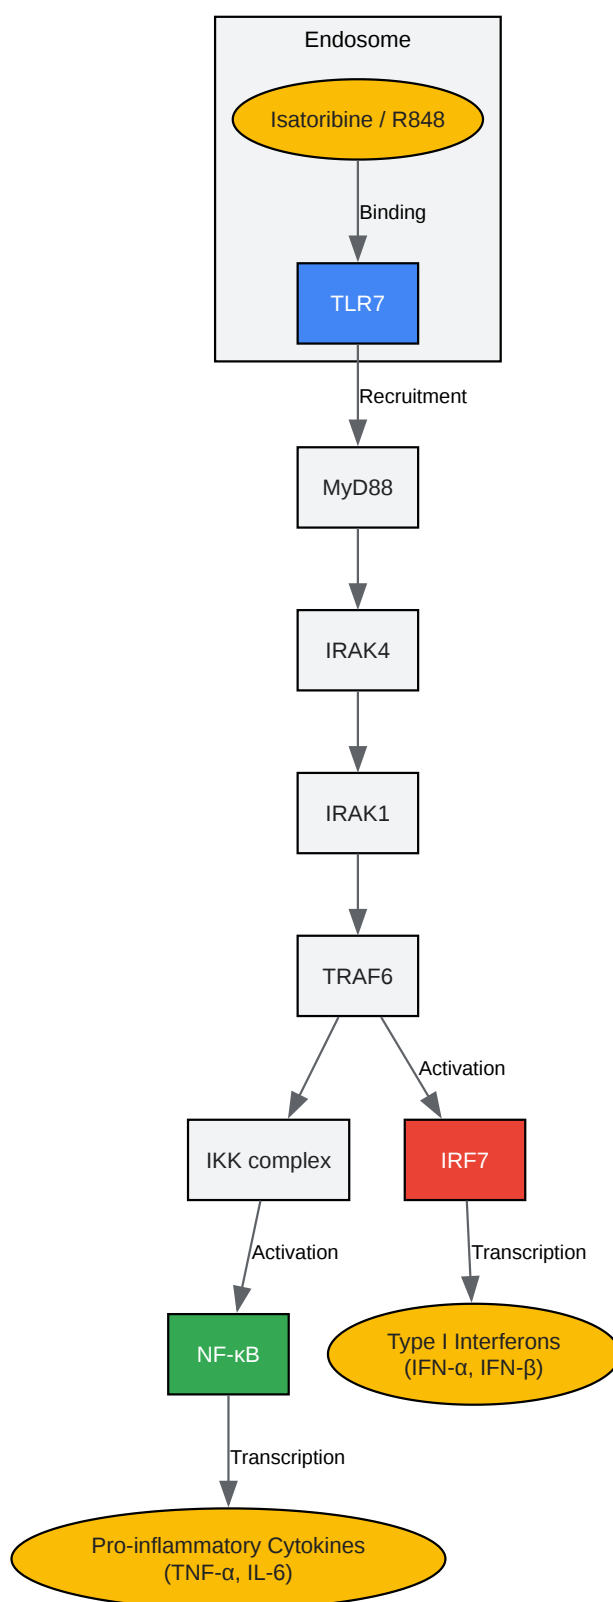 Endosome
Isatoribine / R848
Binding
TLR7
Recruitment
MyD88
IRAK4
IRAK1
TRAF6
Activation
IKK complex
IRF7
Activation
Transcription
NF-κB
Type I Interferons
(IFN-α, IFN-β)
Transcription
Pro-inflammatory Cytokines
(TNF-α, IL-6)